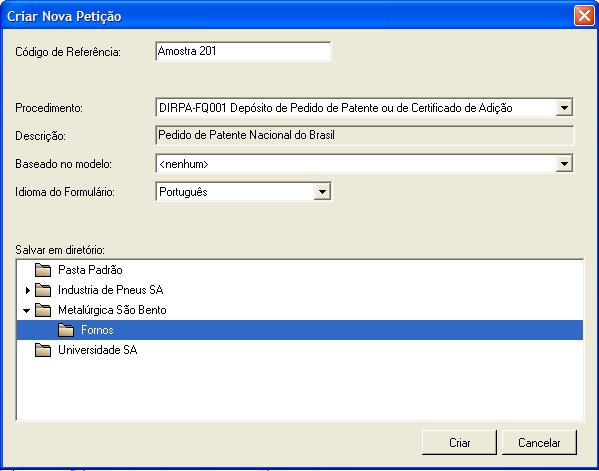 Criar Nova Petição
Código de Referência: Amostra 201
Procedimento: DIRPA-FQ001 Depósito de Pedido de Patente ou de Certificado de Adição
Descrição: Pedido de Patente Nacional do Brasil
Baseado no modelo: <nenhum>
Idioma do Formulário: Português
Salvar em diretório:
Pasta Padrão
Industria de Pneus SA
Metalúrgica São Bento
Fornos
Universidade SA
Criar Cancelar